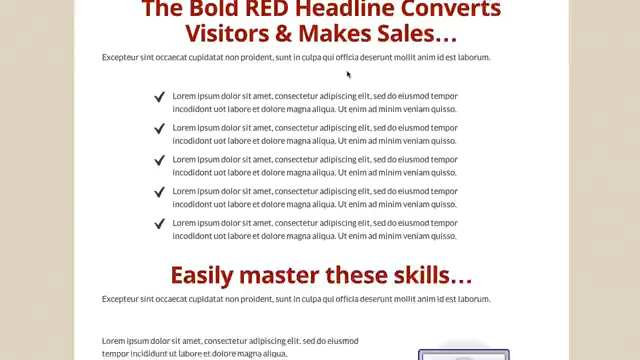 The Bold RED Headline Converts
Visitors & Makes Sales...
Excepteur sint occaecat cupidatat non proident, sunt in culpa qui officia deserunt mollit anim id est laborum.
Lorem ipsum dolor sit amet, consectetur adipiscing elit, sed do eiusmod tempor
incididunt uot labore et dolore magna aliqua. Ut enim ad minim veniam quisso.
Lorem ipsum dolor sit amet, consectetur adipiscing elit, sed do eiusmod tempor
incididunt uot labore et dolore magna aliqua. Ut enim ad minim veniam quisso.
Lorem ipsum dolor sit amet, consectetur adipiscing elit, sed do eiusmod tempor
incididunt uot labore et dolore magna aliqua. Ut enim ad minim veniam quisso.
Lorem ipsum dolor sit amet, consectetur adipiscing elit, sed do eiusmod tempor
incididunt uot labore et dolore magna aliqua. Ut enim ad minim veniam quisso.
Lorem ipsum dolor sit amet, consectetur adipiscing elit, sed do eiusmod tempor
incididunt uot labore et dolore magna aliqua. Ut enim ad minim veniam quisso.
Easily master these skills...
Excepteur sint occaecat cupidatat non proident, sunt in culpa qui officia deserunt mollit anim id est laborum.
Lorem ipsum dolor sit amet, consectetur adipiscing elit, sed do eiusmod
tempor incididunt ut labore et dolore magna aliqua.